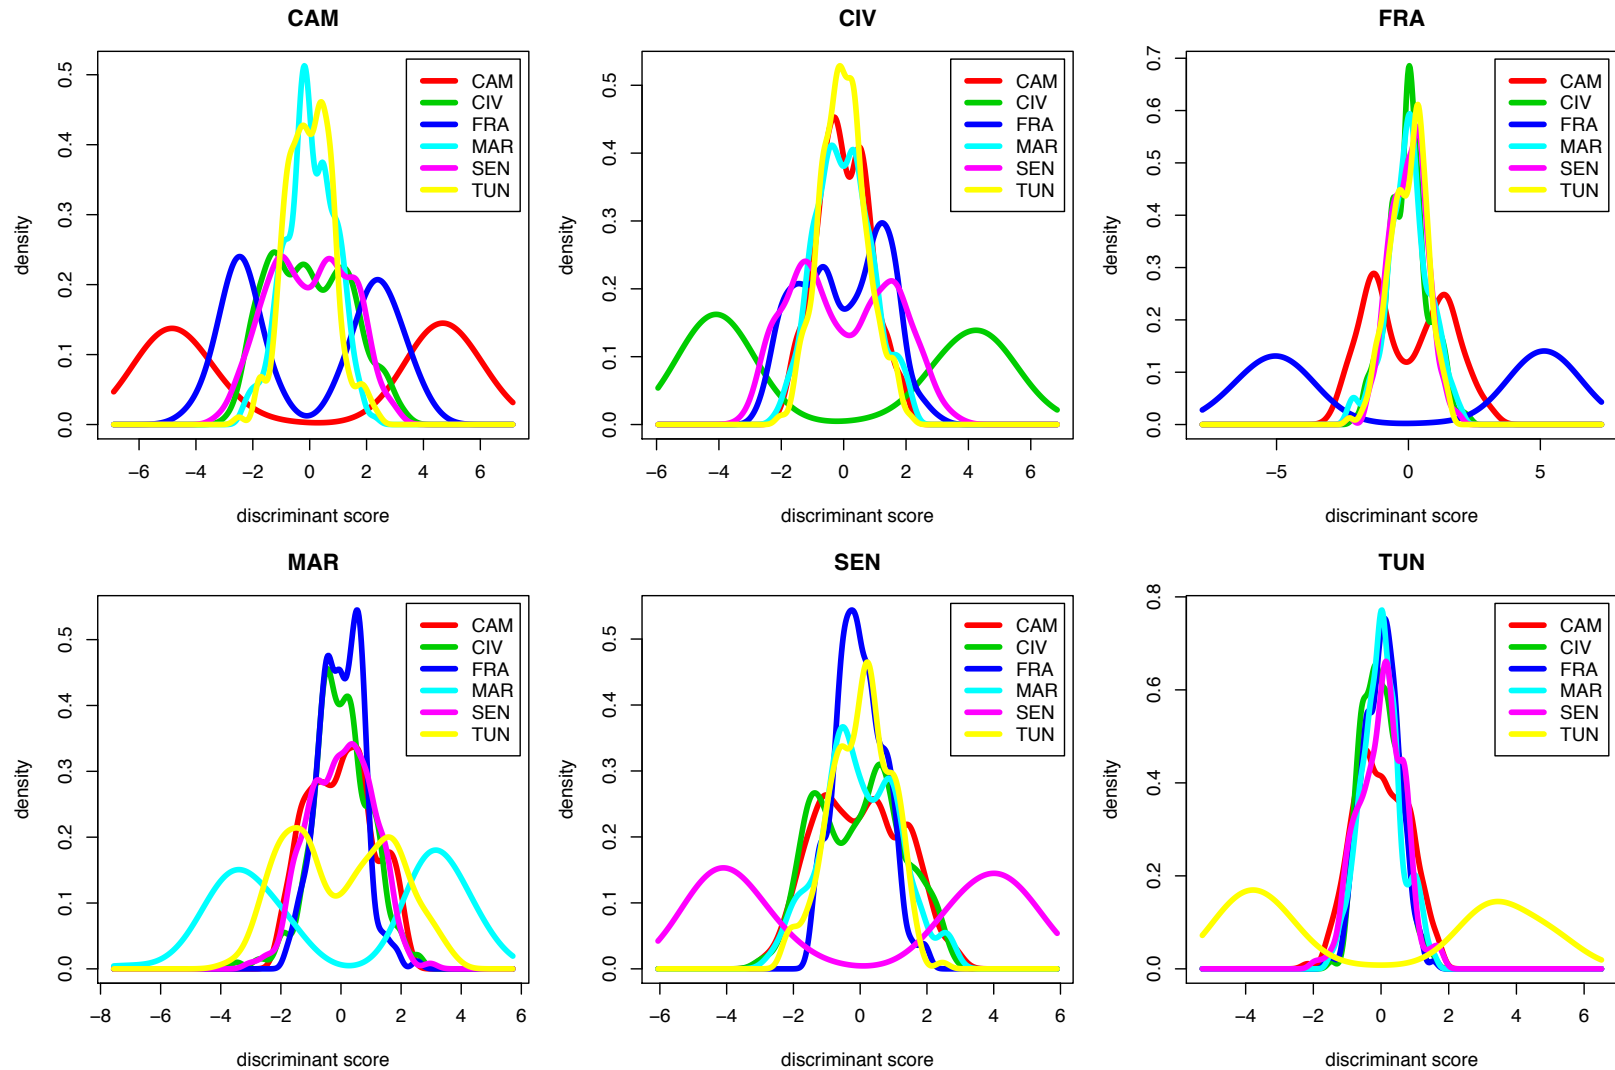 CAM
density
0.0 0.1 0.2 0.3 0.4 0.5
CAM
CIV
FRA
MAR
SEN
TUN
−6 −4 −2 0 2 4 6
discriminant score
CIV
density
0.0 0.1 0.2 0.3 0.4 0.5
CAM
CIV
FRA
MAR
SEN
TUN
−6 −4 −2 0 2 4 6
discriminant score
FRA
density
0.0 0.1 0.2 0.3 0.4 0.5 0.6 0.7
CAM
CIV
FRA
MAR
SEN
TUN
−5 0 5
discriminant score
MAR
density
0.0 0.1 0.2 0.3 0.4 0.5
CAM
CIV
FRA
MAR
SEN
TUN
−8 −6 −4 −2 0 2 4 6
discriminant score
SEN
density
0.0 0.1 0.2 0.3 0.4 0.5
CAM
CIV
FRA
MAR
SEN
TUN
−6 −4 −2 0 2 4 6
discriminant score
TUN
density
0.0 0.2 0.4 0.6 0.8
CAM
CIV
FRA
MAR
SEN
TUN
−4 −2 0 2 4 6
discriminant score